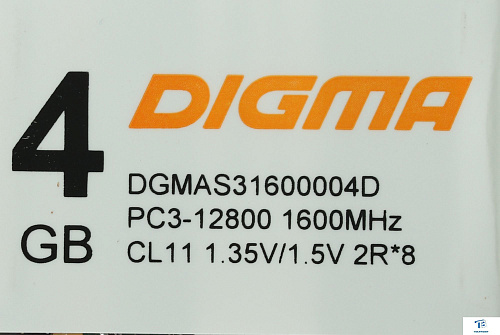 4
GB
DIGMA
DGMAS31600004D
PC3-12800 1600MHz
CL11 1.35V/1.5V 2R*8